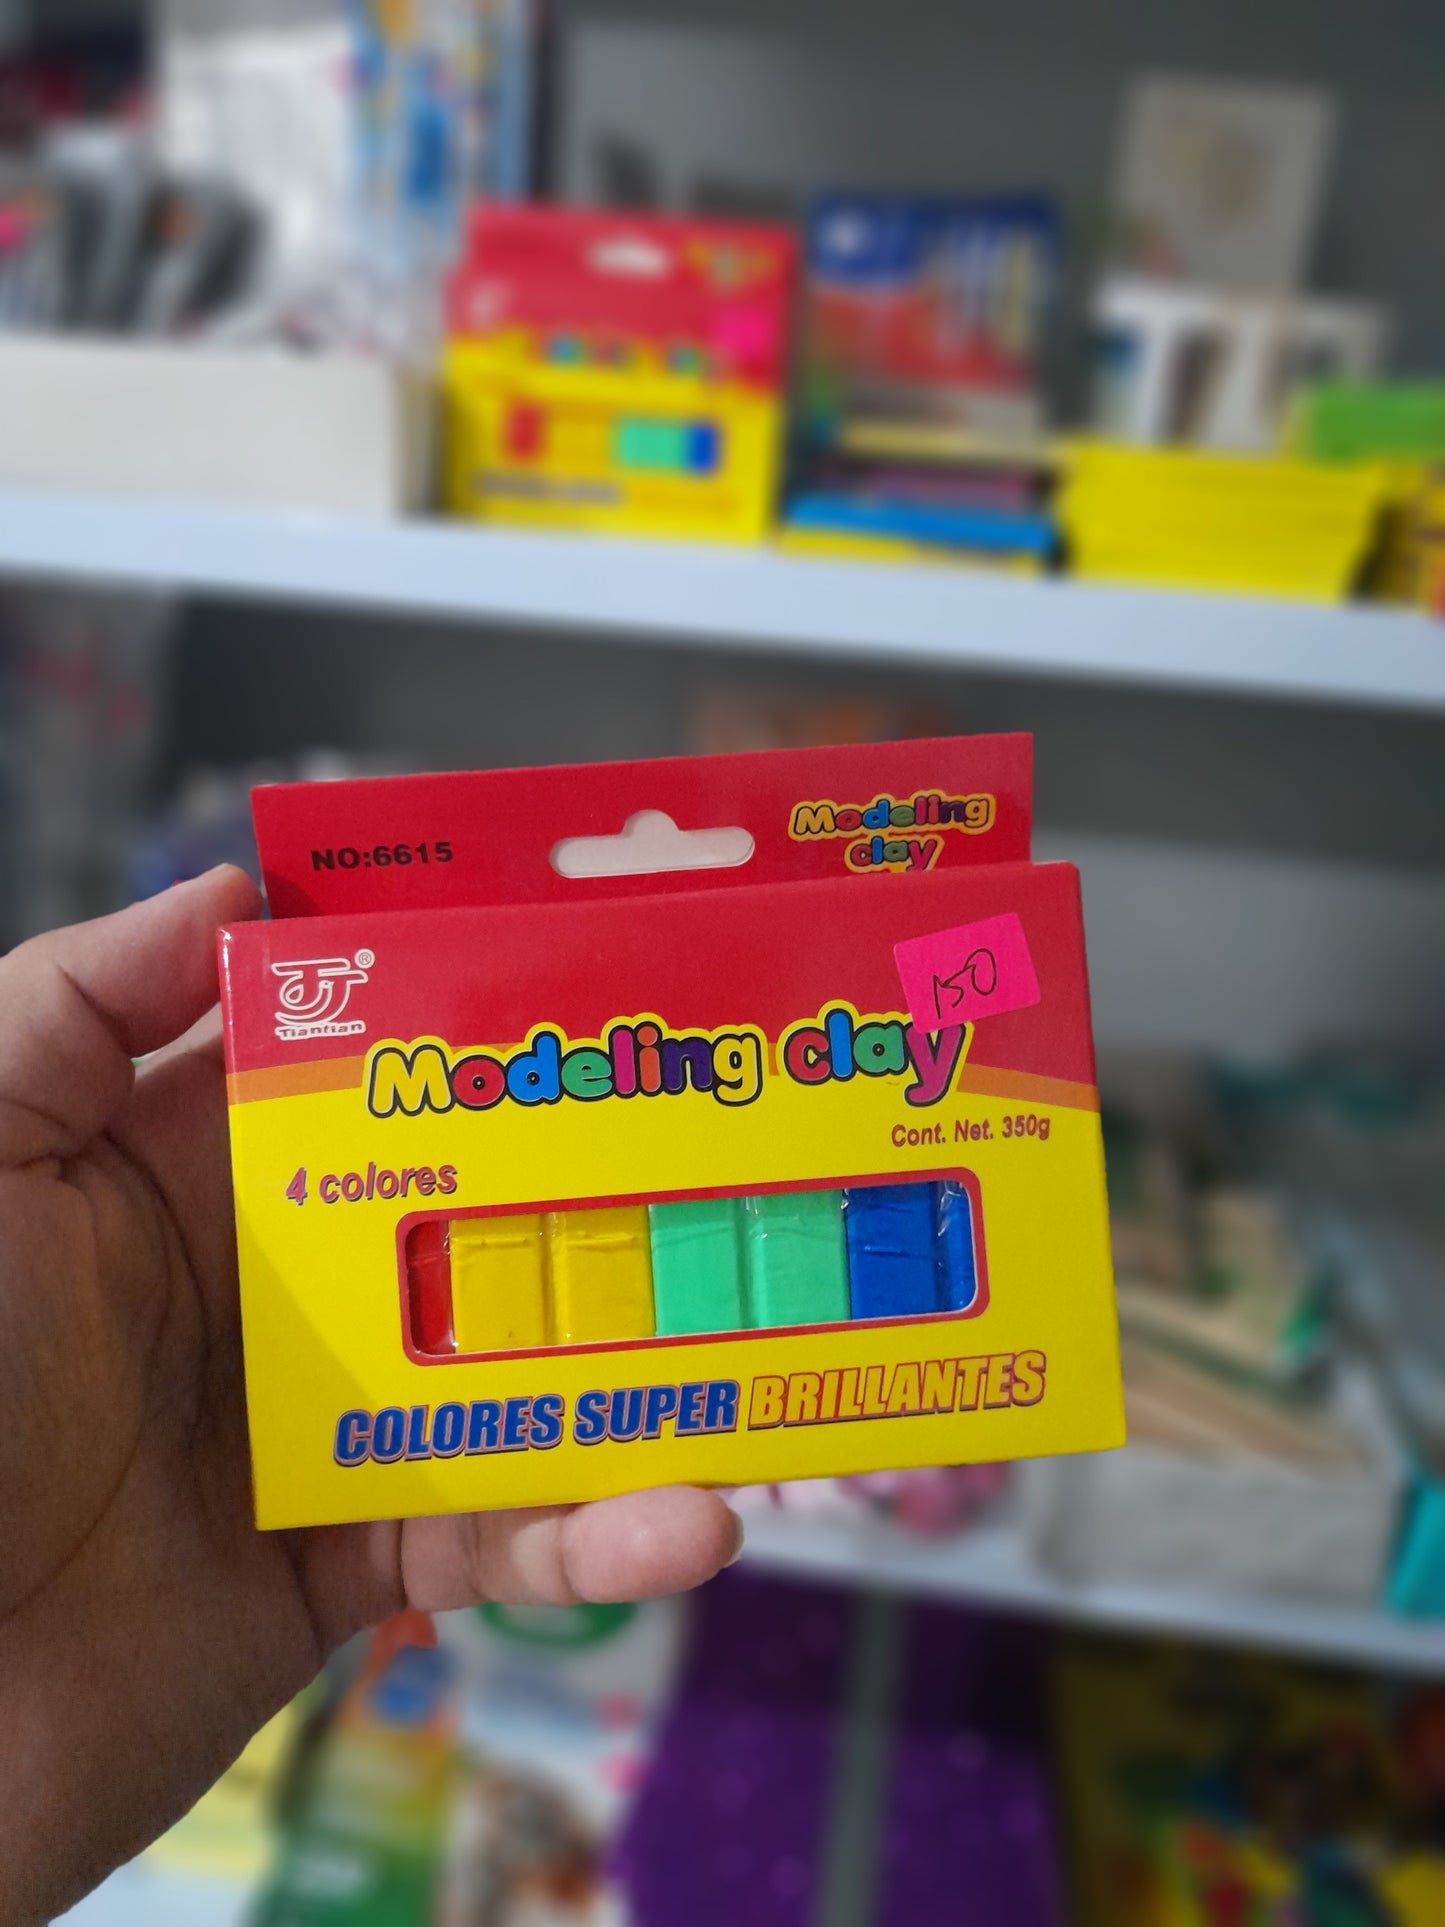 NO:6615
Modeling
clay
Tiantian®
150
Modeling clay
Cont. Net. 350g
4 colores
COLORES SUPER BRILLANTES